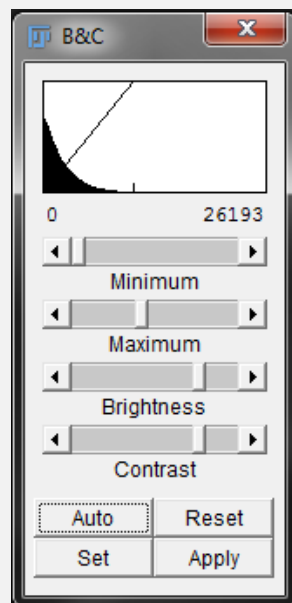 B&C
0 26193
Minimum
Maximum
Brightness
Contrast
Auto Reset
Set Apply